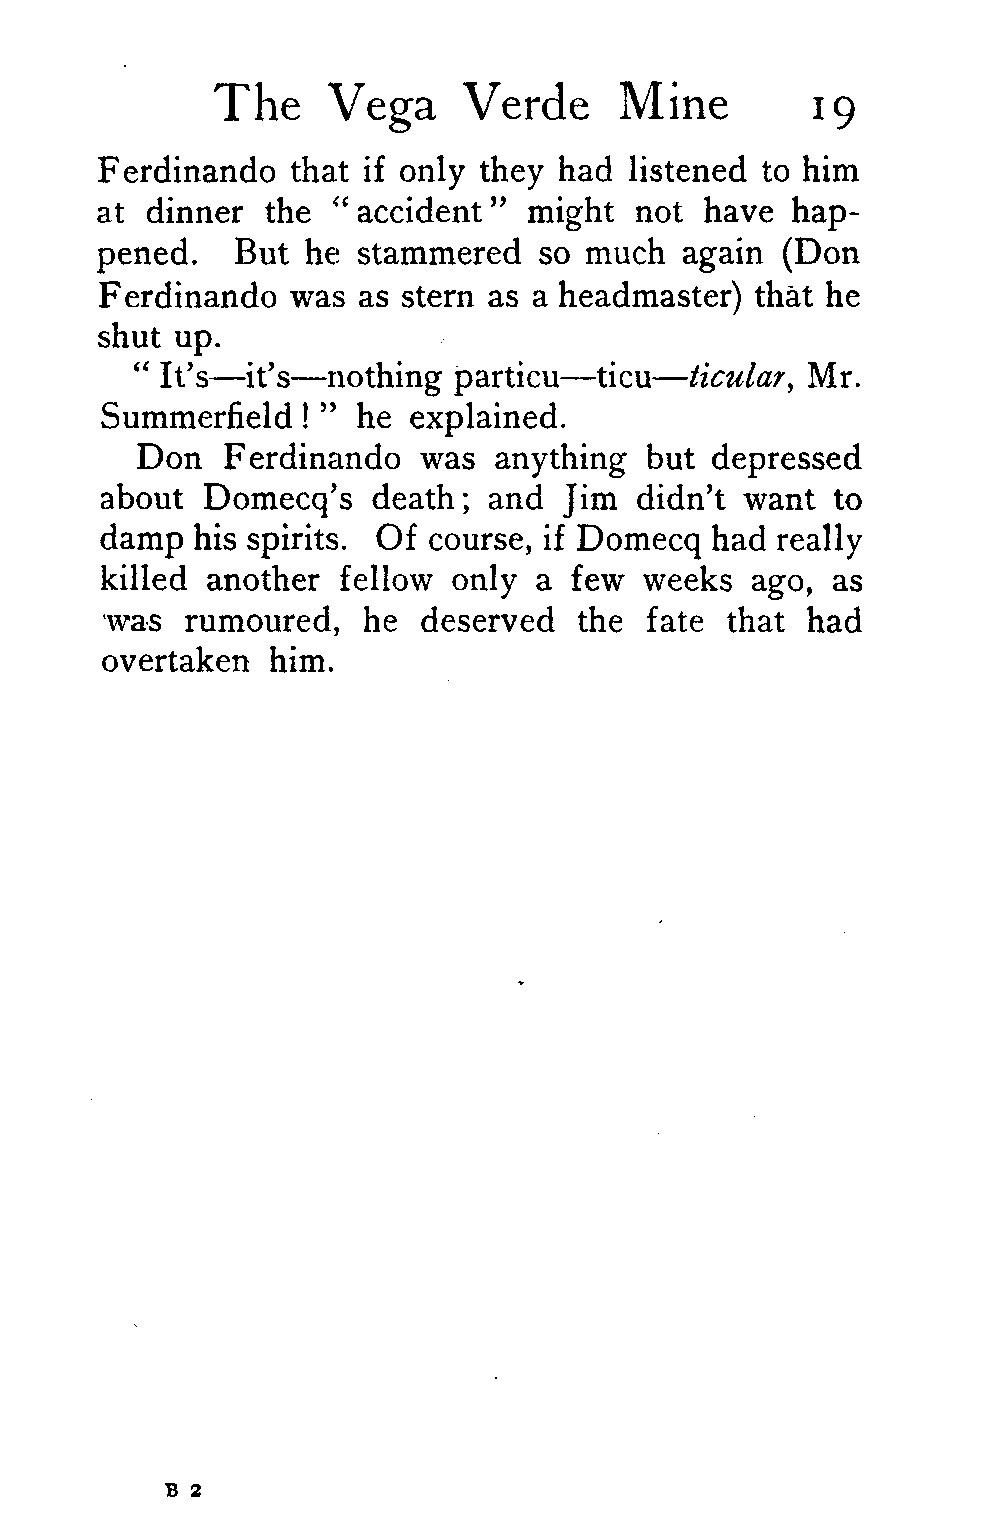 The Vega Verde Mine 19
Ferdinando that if only they had listened to him
at dinner the “accident” might not have hap-
pened. But he stammered so much again (Don
Ferdinando was as stern as a headmaster) that he
shut up.
“It’s—it’s—nothing particu—ticu—ticular, Mr.
Summerfield!” he explained.
Don Ferdinando was anything but depressed
about Domecq’s death; and Jim didn’t want to
damp his spirits. Of course, if Domecq had really
killed another fellow only a few weeks ago, as
was rumoured, he deserved the fate that had
overtaken him.
B 2